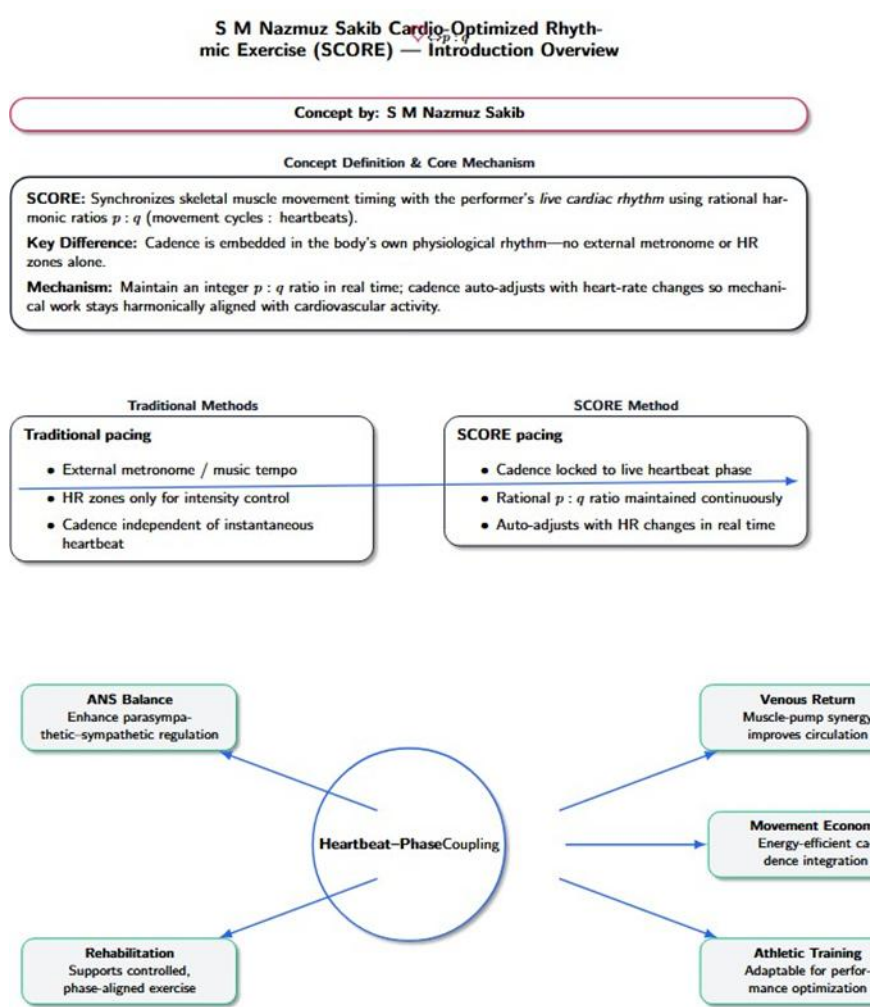 S M Nazmuz Sakib Cardio-Optimized Rhyth-
mic Exercise (SCORE) — Introduction Overview
p : q
Concept by: S M Nazmuz Sakib
Concept Definition & Core Mechanism
SCORE: Synchronizes skeletal muscle movement timing with the performer's live cardiac rhythm using rational har-
monic ratios p : q (movement cycles : heartbeats).
Key Difference: Cadence is embedded in the body's own physiological rhythm—no external metronome or HR
zones alone.
Mechanism: Maintain an integer p : q ratio in real time; cadence auto-adjusts with heart-rate changes so mechani-
cal work stays harmonically aligned with cardiovascular activity.
Traditional Methods
Traditional pacing
• External metronome / music tempo
• HR zones only for intensity control
• Cadence independent of instantaneous
heartbeat
SCORE Method
SCORE pacing
• Cadence locked to live heartbeat phase
• Rational p : q ratio maintained continuously
• Auto-adjusts with HR changes in real time
ANS Balance
Enhance parasympa-
thetic–sympathetic regulation
Venous Return
Muscle-pump synergy
improves circulation
Heartbeat–PhaseCoupling
Movement Econom
Energy-efficient ca-
dence integration
Rehabilitation
Supports controlled,
phase-aligned exercise
Athletic Training
Adaptable for perfor-
mance optimization